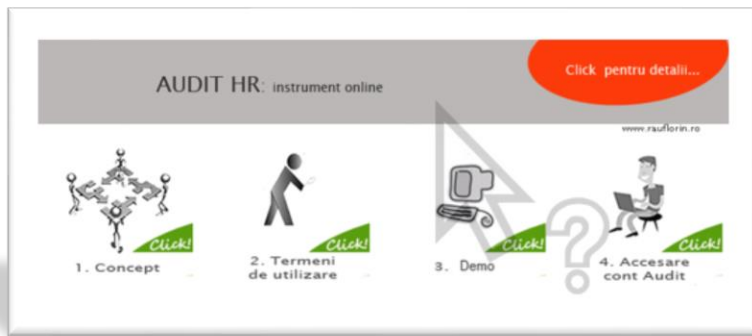 Click pentru detalii...
AUDIT HR: instrument online
www.rauflorin.ro
Click!
Click!
Click!
Click!
1. Concept
2. Termeni
de utilizare
3. Demo
4. Accesare
cont Audit